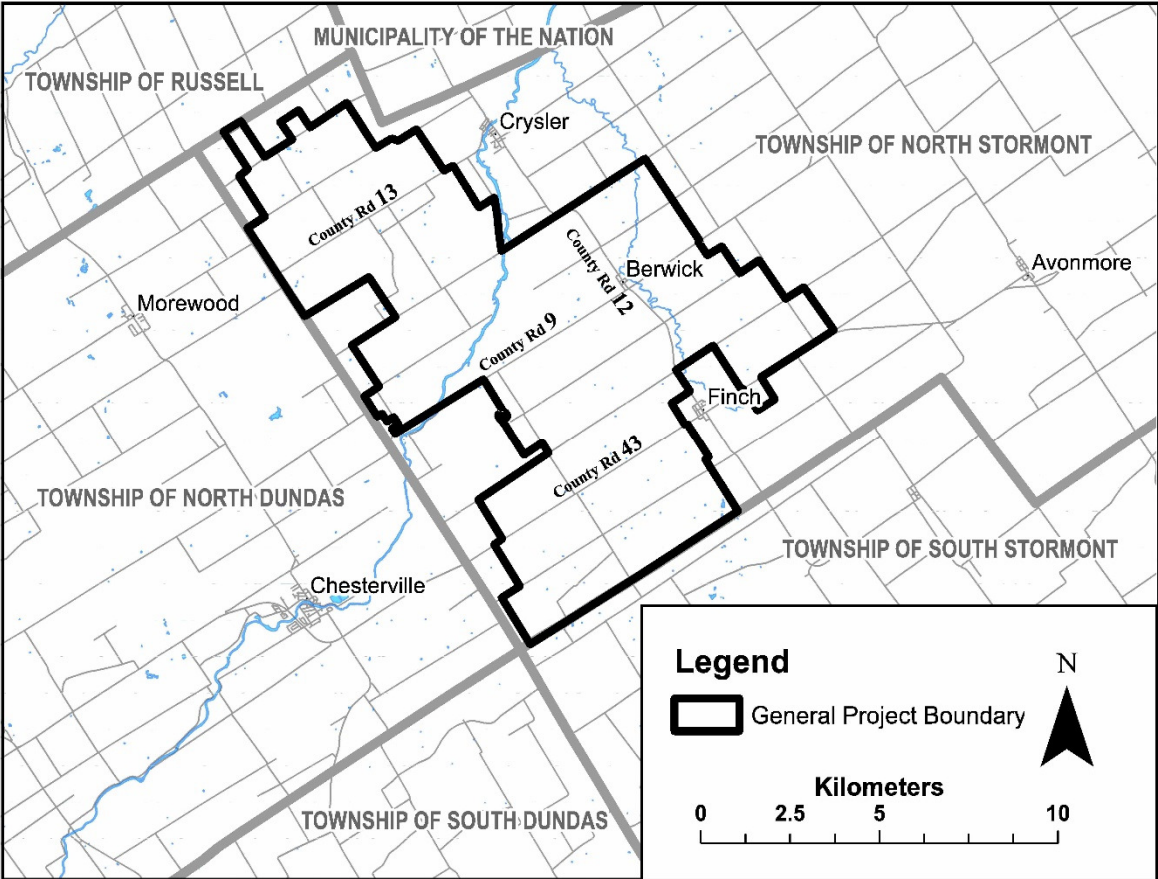 MUNICIPALITY OF THE NATION
TOWNSHIP OF RUSSELL
Crysler
TOWNSHIP OF NORTH STORMONT
County Rd 13
County Rd 12
Berwick
Avonmore
Morewood
County Rd 9
Finch
County Rd 43
TOWNSHIP OF NORTH DUNDAS
TOWNSHIP OF SOUTH STORMONT
Chesterville
TOWNSHIP OF SOUTH DUNDAS
Legend
N
General Project Boundary
Kilometers
0 2.5 5 10